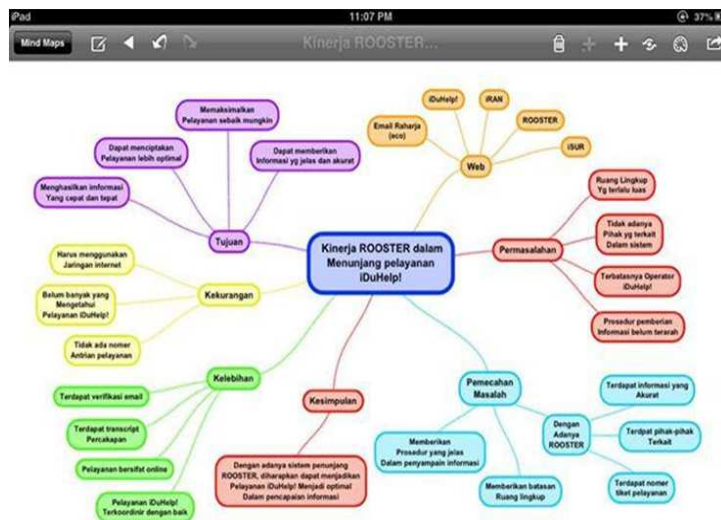 iPad
11:07 PM
37%
Mind Maps
Kinerja ROOSTER...
Memaksimalkan
Pelayanan sebaik mungkin
Dapat menciptakan
Pelayanan lebih optimal
Dapat memberikan
Informasi yg jelas dan akurat
Menghasilkan imformasi
Yang cepat dan tepat
Tujuan
iDuHelp!
iRAN
Email Raharja
(eco)
ROOSTER
iSUR
Web
Kinerja ROOSTER dalam
Menunjang pelayanan
iDuHelp!
Ruang Lingkup
Yg terlalu luas
Tidak adanya
Pihak yg terkait
Dalam sistem
Permasalahan
Terbatasnya Operator
iDuHelp!
Prosedur pemberian
Informasi belum terarah
Harus menggunakan
Jaringan internet
Belum banyak yang
Mengetahui
Pelayanan iDuHelp!
Kekurangan
Tidak ada nomer
Antrian pelayanan
Kelebihan
Terdapat verifikasi email
Terdapat transcript
Percakapan
Pelayanan bersifat online
Pelayanan iDuHelp!
Terkoordinir dengan baik
Kesimpulan
Dengan adanya sistem penunjang
ROOSTER, diharapkan dapat menjadikan
Pelayanan iDuHelp! Menjadi optimal
Dalam pencapaian informasi
Pemecahan
Masalah
Memberikan
Prosedur yang jelas
Dalam penyampain informasi
Memberikan batasan
Ruang lingkup
Dengan
Adanya
ROOSTER
Terdapat informasi yang
Akurat
Terdpat pihak-pihak
Terkait
Terdapat nomer
tiket pelayanan